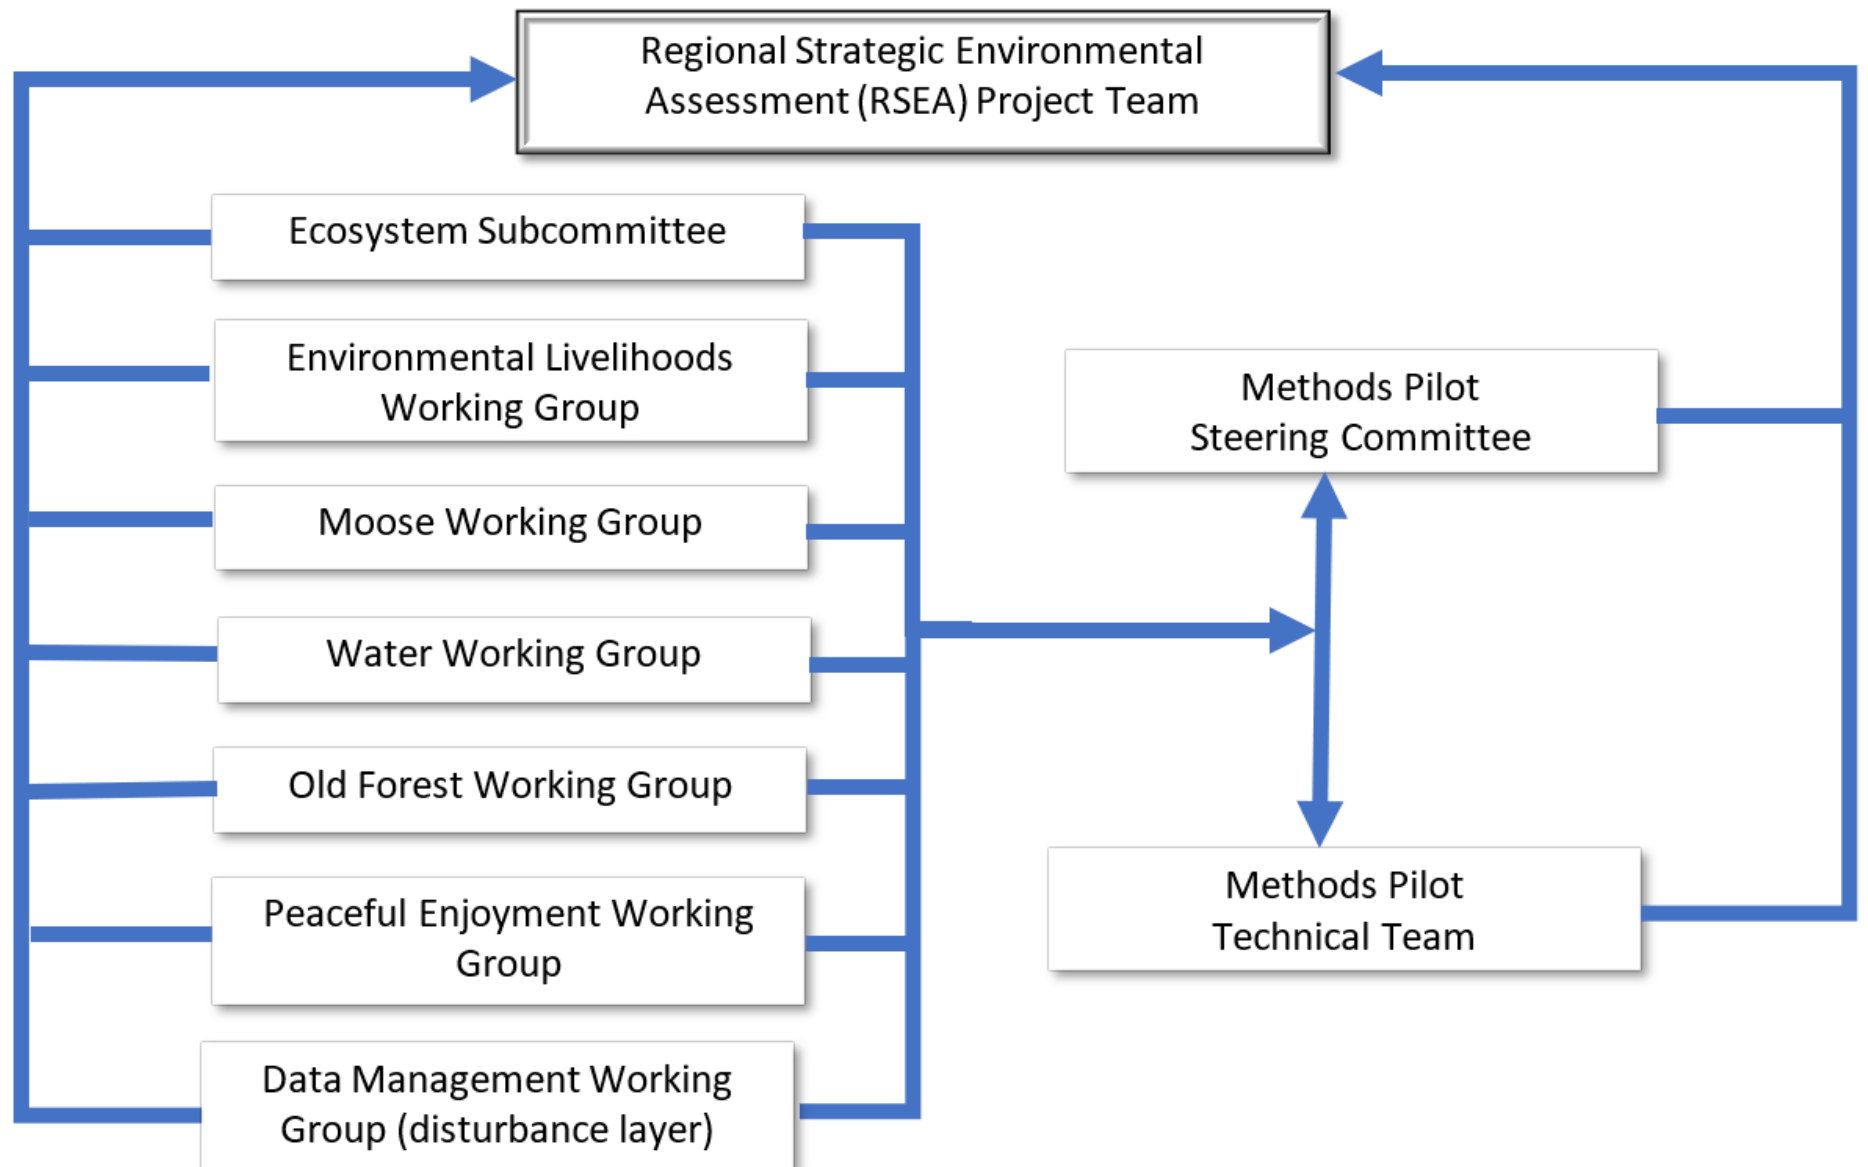 Regional Strategic Environmental
Assessment (RSEA) Project Team
Ecosystem Subcommittee
Environmental Livelihoods
Working Group
Moose Working Group
Water Working Group
Old Forest Working Group
Peaceful Enjoyment Working
Group
Data Management Working
Group (disturbance layer)
Methods Pilot
Steering Committee
Methods Pilot
Technical Team